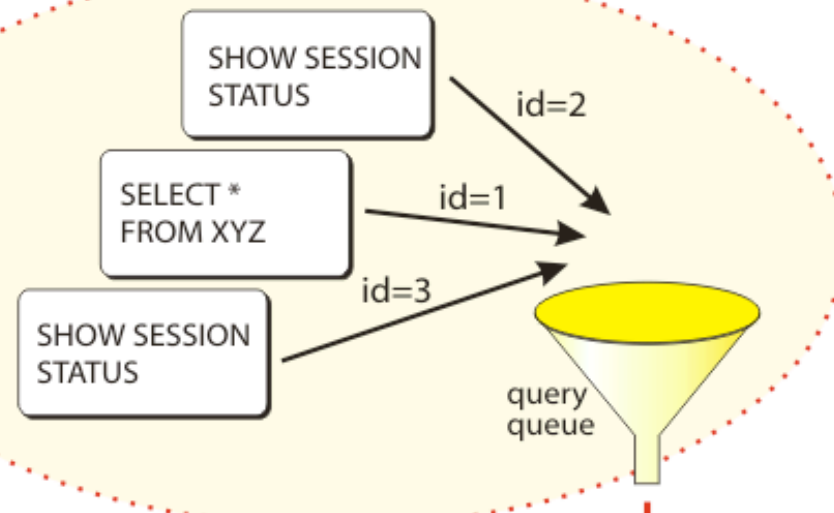 SHOW SESSION
STATUS
id=2
SELECT *
FROM XYZ
id=1
SHOW SESSION
STATUS
id=3
query
queue